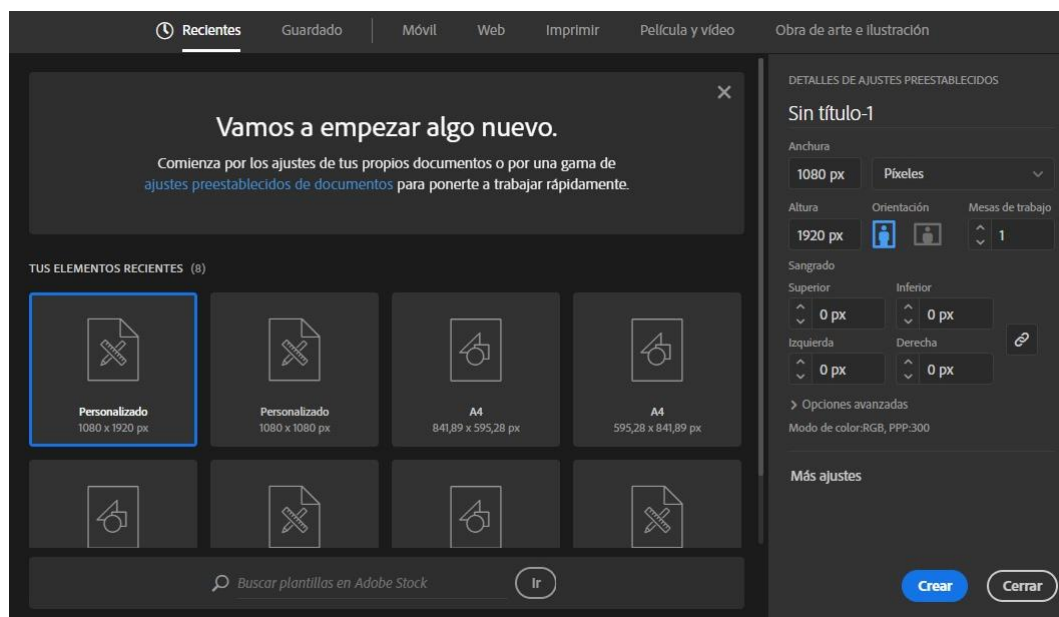 Recientes Guardado Móvil Web Imprimir Película y vídeo Obra de arte e ilustración
Vamos a empezar algo nuevo.
Comienza por los ajustes de tus propios documentos o por una gama de
ajustes preestablecidos de documentos para ponerte a trabajar rápidamente.
TUS ELEMENTOS RECIENTES (8)
Personalizado
1080 x 1920 px
Personalizado
1080 x 1080 px
A4
841,89 x 595,28 px
A4
595,28 x 841,89 px
Buscar plantillas en Adobe Stock Ir
DETALLES DE AJUSTES PREESTABLECIDOS
Sin título-1
Anchura
1080 px Píxeles
Altura Orientación Mesas de trabajo
1920 px 1
Sangrado
Superior Inferior
0 px 0 px
Izquierda Derecha
0 px 0 px
Opciones avanzadas
Modo de color:RGB, PPP:300
Más ajustes
Crear Cerrar